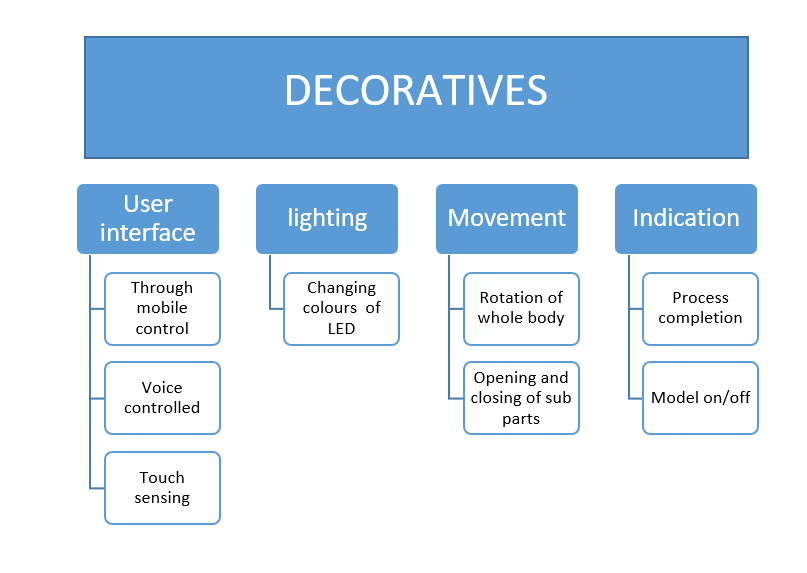 DECORATIVES
User
interface
Through
mobile
control
Voice
controlled
Touch
sensing
lighting
Changing
colours of
LED
Movement
Rotation of
whole body
Opening and
closing of sub
parts
Indication
Process
completion
Model on/off